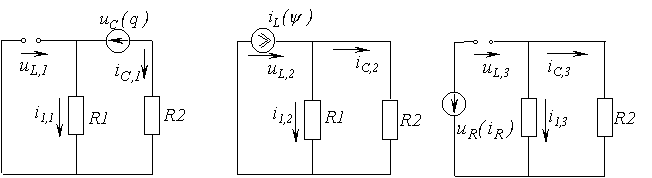 u_C(q)
u_L,1
i_C,1
i_1,1
R1
R2
i_L(ψ)
u_L,2
i_C,2
i_1,2
R1
R2
u_L,3
i_C,3
u_R(i_R)
i_1,3
R2